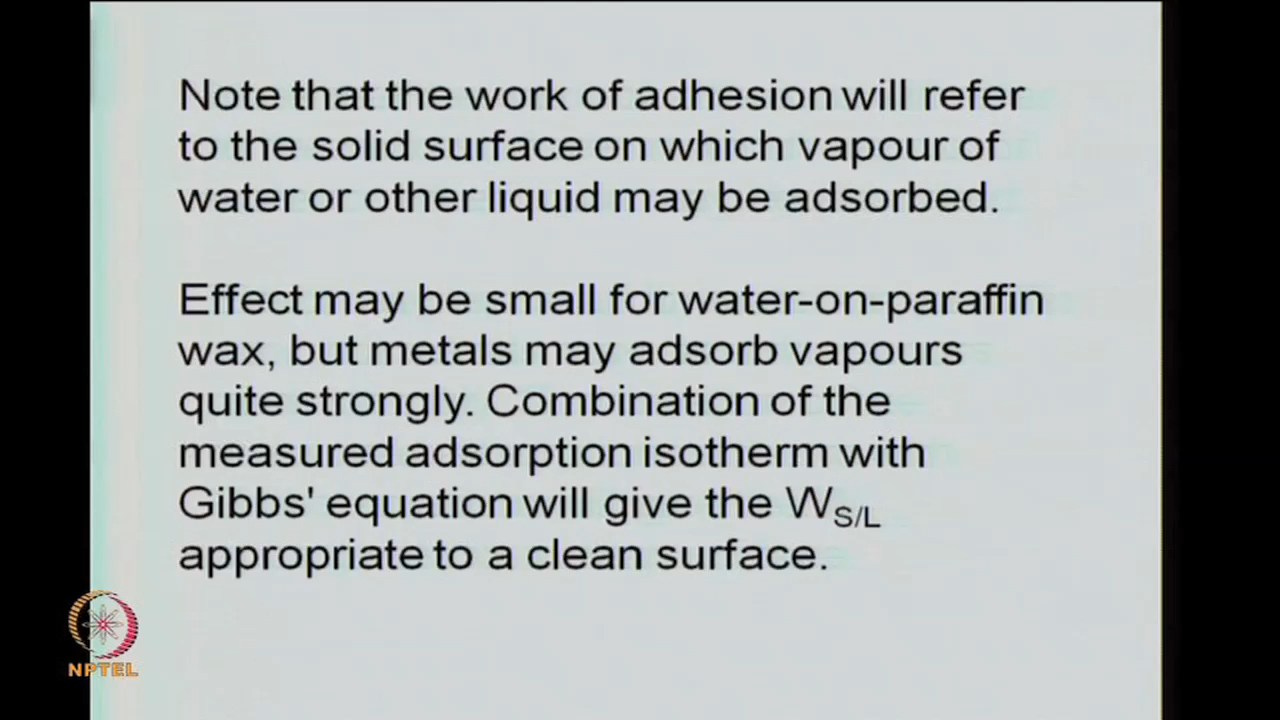 Note that the work of adhesion will refer
to the solid surface on which vapour of
water or other liquid may be adsorbed.
Effect may be small for water-on-paraffin
wax, but metals may adsorb vapours
quite strongly. Combination of the
measured adsorption isotherm with
Gibbs' equation will give the W_S/L
appropriate to a clean surface.
NPTEL